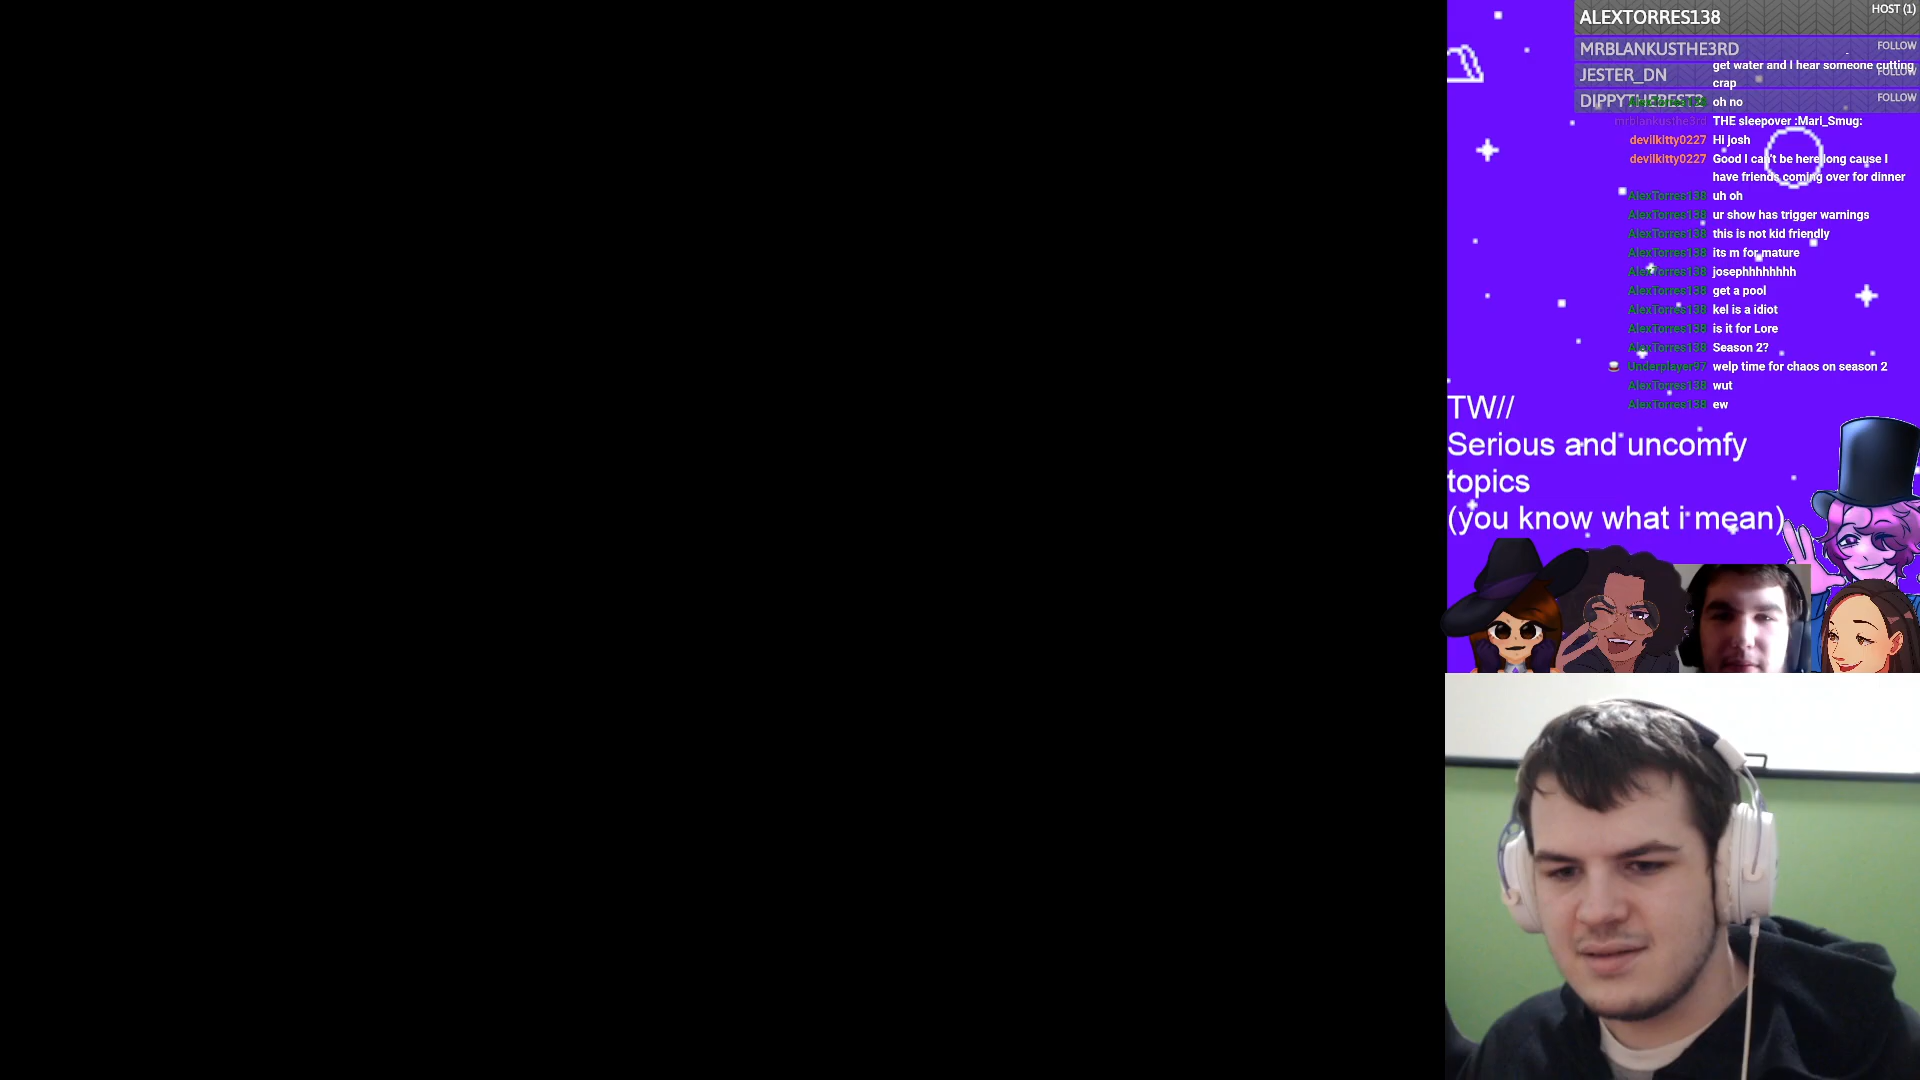 ALEXTORRES138 HOST (1)
MRBLANKUSTHE3RD FOLLOW
JESTER_DN FOLLOW
DIPPYTHEBEST2 FOLLOW
get water and I hear someone cutting
crap
AlexTorres138 oh no
mrblankusthe3rd THE sleepover :Mari_Smug:
devilkitty0227 Hi josh
devilkitty0227 Good I can't be here long cause I
have friends coming over for dinner
AlexTorres138 uh oh
AlexTorres138 ur show has trigger warnings
AlexTorres138 this is not kid friendly
AlexTorres138 its m for mature
AlexTorres138 josephhhhhhhh
AlexTorres138 get a pool
AlexTorres138 kel is a idiot
AlexTorres138 is it for Lore
AlexTorres138 Season 2?
Underplayer97 welp time for chaos on season 2
AlexTorres138 wut
AlexTorres138 ew
TW//
Serious and uncomfy
topics
(you know what i mean)